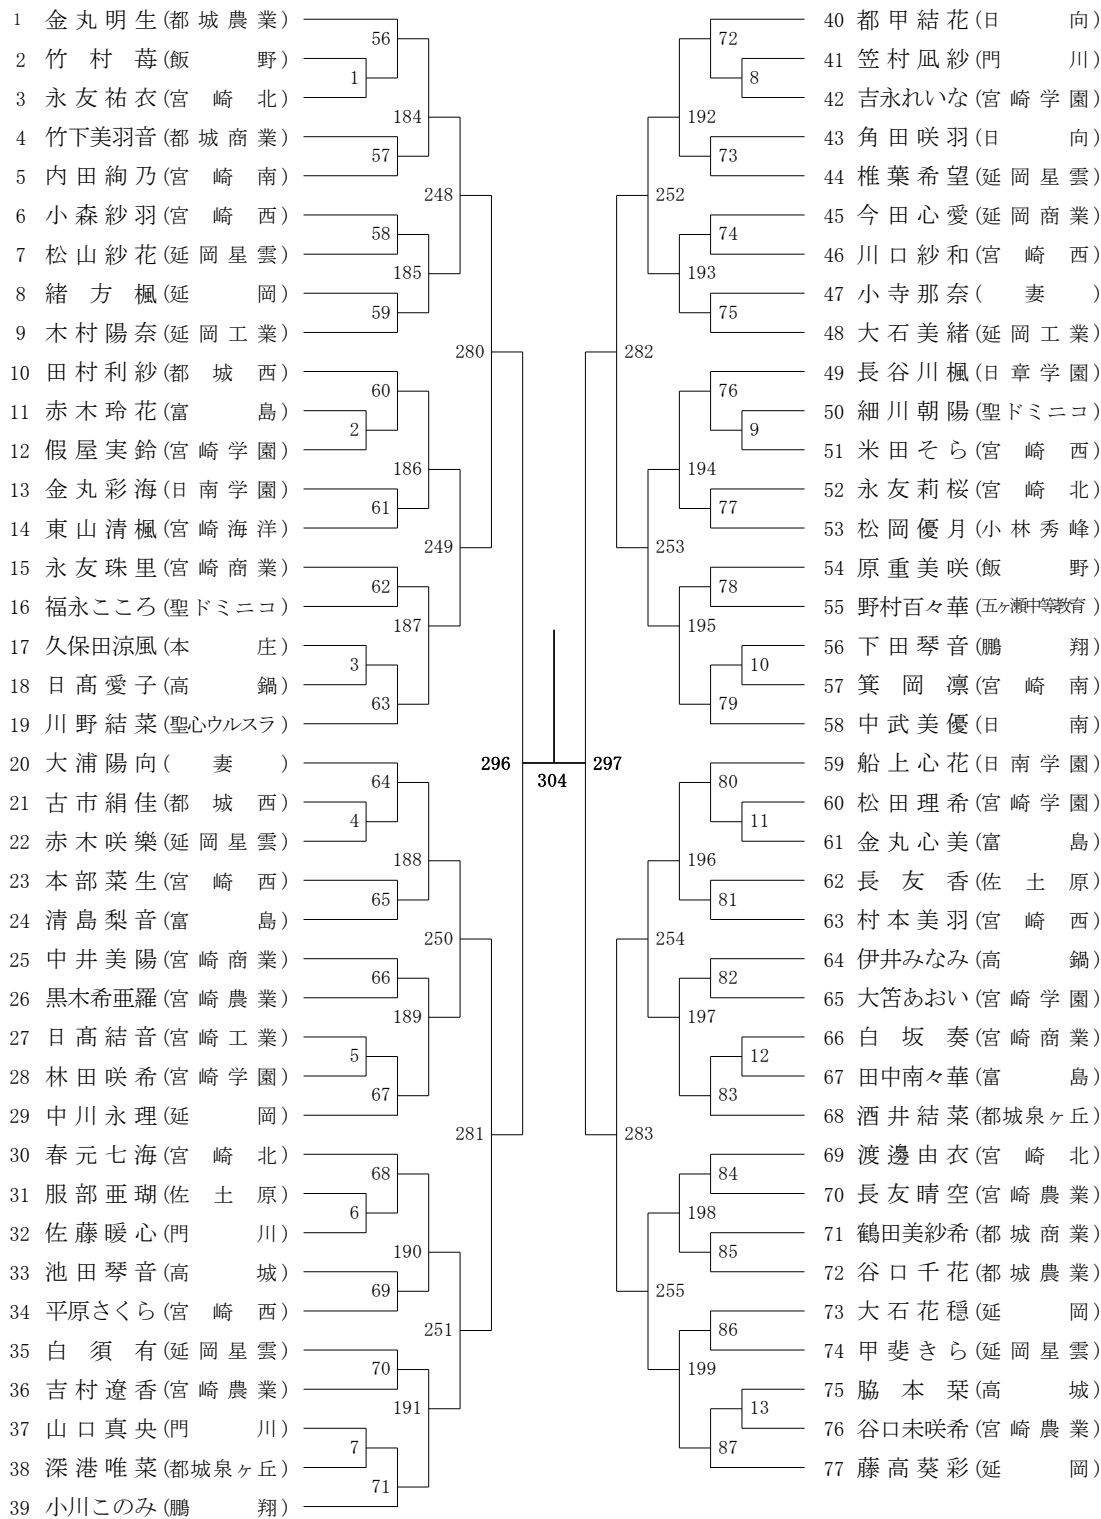 1 金丸明生(都城農業)
2 竹村苺(飯野)
3 永友祐衣(宮崎北)
4 竹下美羽音(都城商業)
5 内田絢乃(宮崎南)
6 小森紗羽(宮崎西)
7 松山紗花(延岡星雲)
8 緒方楓(延岡)
9 木村陽奈(延岡工業)
10 田村利紗(都城西)
11 赤木玲花(富島)
12 假屋実鈴(宮崎学園)
13 金丸彩海(日南学園)
14 東山清楓(宮崎海洋)
15 永友珠里(宮崎商業)
16 福永こころ(聖ドミニコ)
17 久保田涼風(本庄)
18 日髙愛子(高鍋)
19 川野結菜(聖心ウルスラ)
20 大浦陽向(妻)
21 古市絹佳(都城西)
22 赤木咲樂(延岡星雲)
23 本部菜生(宮崎西)
24 清島梨音(富島)
25 中井美陽(宮崎商業)
26 黒木希亜羅(宮崎農業)
27 日髙結音(宮崎工業)
28 林田咲希(宮崎学園)
29 中川永理(延岡)
30 春元七海(宮崎北)
31 服部亜瑚(佐土原)
32 佐藤暖心(門川)
33 池田琴音(高城)
34 平原さくら(宮崎西)
35 白須有(延岡星雲)
36 吉村遼香(宮崎農業)
37 山口真央(門川)
38 深港唯菜(都城泉ヶ丘)
39 小川このみ(鵬翔)
56
1
184
57
248
58
185
59
280
60
2
186
61
249
62
187
3
63
296
64
4
188
65
250
66
189
5
67
281
68
6
190
69
251
70
191
7
71
304
297
72
8
192
73
252
74
193
75
282
76
9
194
77
253
78
195
10
79
80
11
196
81
254
82
197
12
83
283
84
198
85
255
86
199
13
87
40 都甲結花(日向)
41 笠村凪紗(門川)
42 吉永れいな(宮崎学園)
43 角田咲羽(日向)
44 椎葉希望(延岡星雲)
45 今田心愛(延岡商業)
46 川口紗和(宮崎西)
47 小寺那奈(妻)
48 大石美緒(延岡工業)
49 長谷川楓(日章学園)
50 細川朝陽(聖ドミニコ)
51 米田そら(宮崎西)
52 永友莉桜(宮崎北)
53 松岡優月(小林秀峰)
54 原重美咲(飯野)
55 野村百々華(五ヶ瀬中等教育)
56 下田琴音(鵬翔)
57 箕岡凛(宮崎南)
58 中武美優(日南)
59 船上心花(日南学園)
60 松田理希(宮崎学園)
61 金丸心美(富島)
62 長友香(佐土原)
63 村本美羽(宮崎西)
64 伊井みなみ(高鍋)
65 大笘あおい(宮崎学園)
66 白坂奏(宮崎商業)
67 田中南々華(富島)
68 酒井結菜(都城泉ヶ丘)
69 渡邊由衣(宮崎北)
70 長友晴空(宮崎農業)
71 鶴田美紗希(都城商業)
72 谷口千花(都城農業)
73 大石花穏(延岡)
74 甲斐きら(延岡星雲)
75 脇本栞(高城)
76 谷口未咲希(宮崎農業)
77 藤高葵彩(延岡)